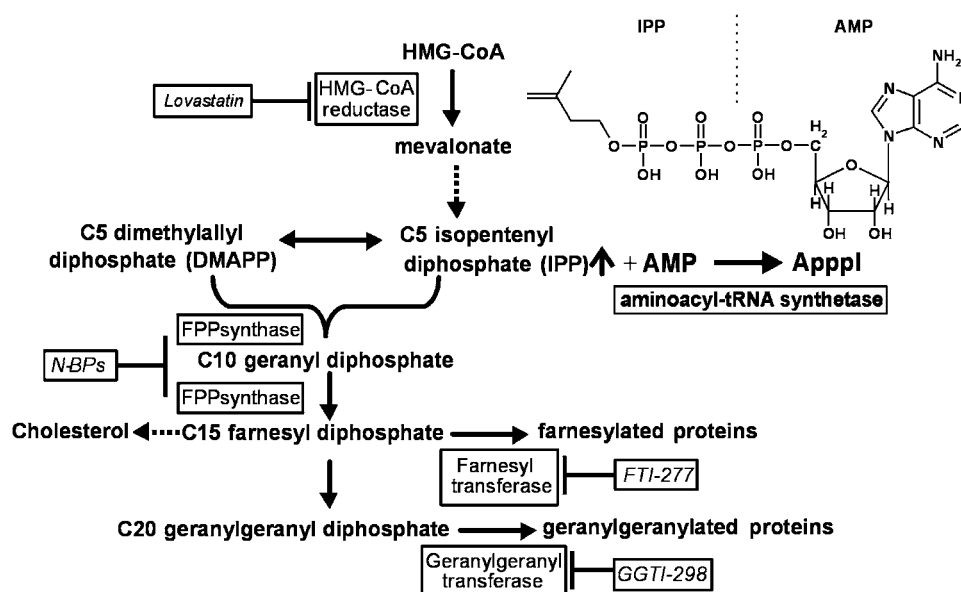 IPP
AMP
HMG-CoA
Lovastatin
HMG-CoA
reductase
mevalonate
NH2
N
N
N
N
O
O
O
H2
C
O
P
O
P
O
P
O
OH
OH
OH
O
H
H
H
H
OH
OH
C5 dimethylallyl
diphosphate (DMAPP)
C5 isopentenyl
diphosphate (IPP)
+ AMP
ApppI
aminoacyl-tRNA synthetase
FPPsynthase
N-BPs
C10 geranyl diphosphate
FPPsynthase
Cholesterol
C15 farnesyl diphosphate
farnesylated proteins
Farnesyl
transferase
FTI-277
C20 geranylgeranyl diphosphate
geranylgeranylated proteins
Geranylgeranyl
transferase
GGTI-298